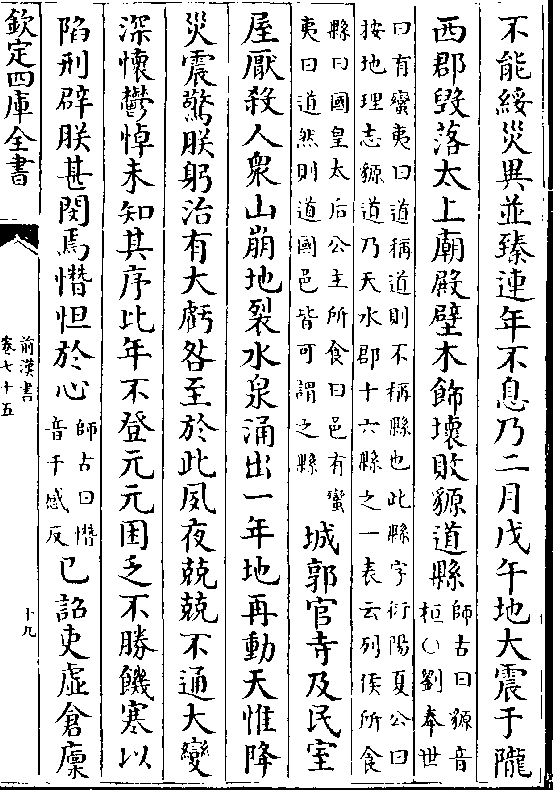 不能綏災異並臻連年不息乃二月戊午地大震于隴
西郡毀落太上廟殿壁木飾壞敗豲道縣
師古曰豲音
桓○劉奉世
曰有蠻夷曰道稱道則不稱縣也此縣字衍陽夏公曰
按地理志豲道乃天水郡十六縣之一表云列侯所食
縣曰國皇太后公主所食曰邑有蠻
夷曰道然則道國邑皆可謂之縣
城郭官寺及民室
屋厭殺人衆山崩地裂水泉涌出一年地再動天惟降
災震驚朕躬治有大虧咎至於此夙夜兢兢不通大變
深懷鬱悼未知其序比年不登元元困乏不勝饑寒以
陷刑辟朕甚閔焉憯怛於心
師古曰憯
音千感反
已詔吏虛倉廩
欽定四庫全書
前漢書
卷七十五
十九